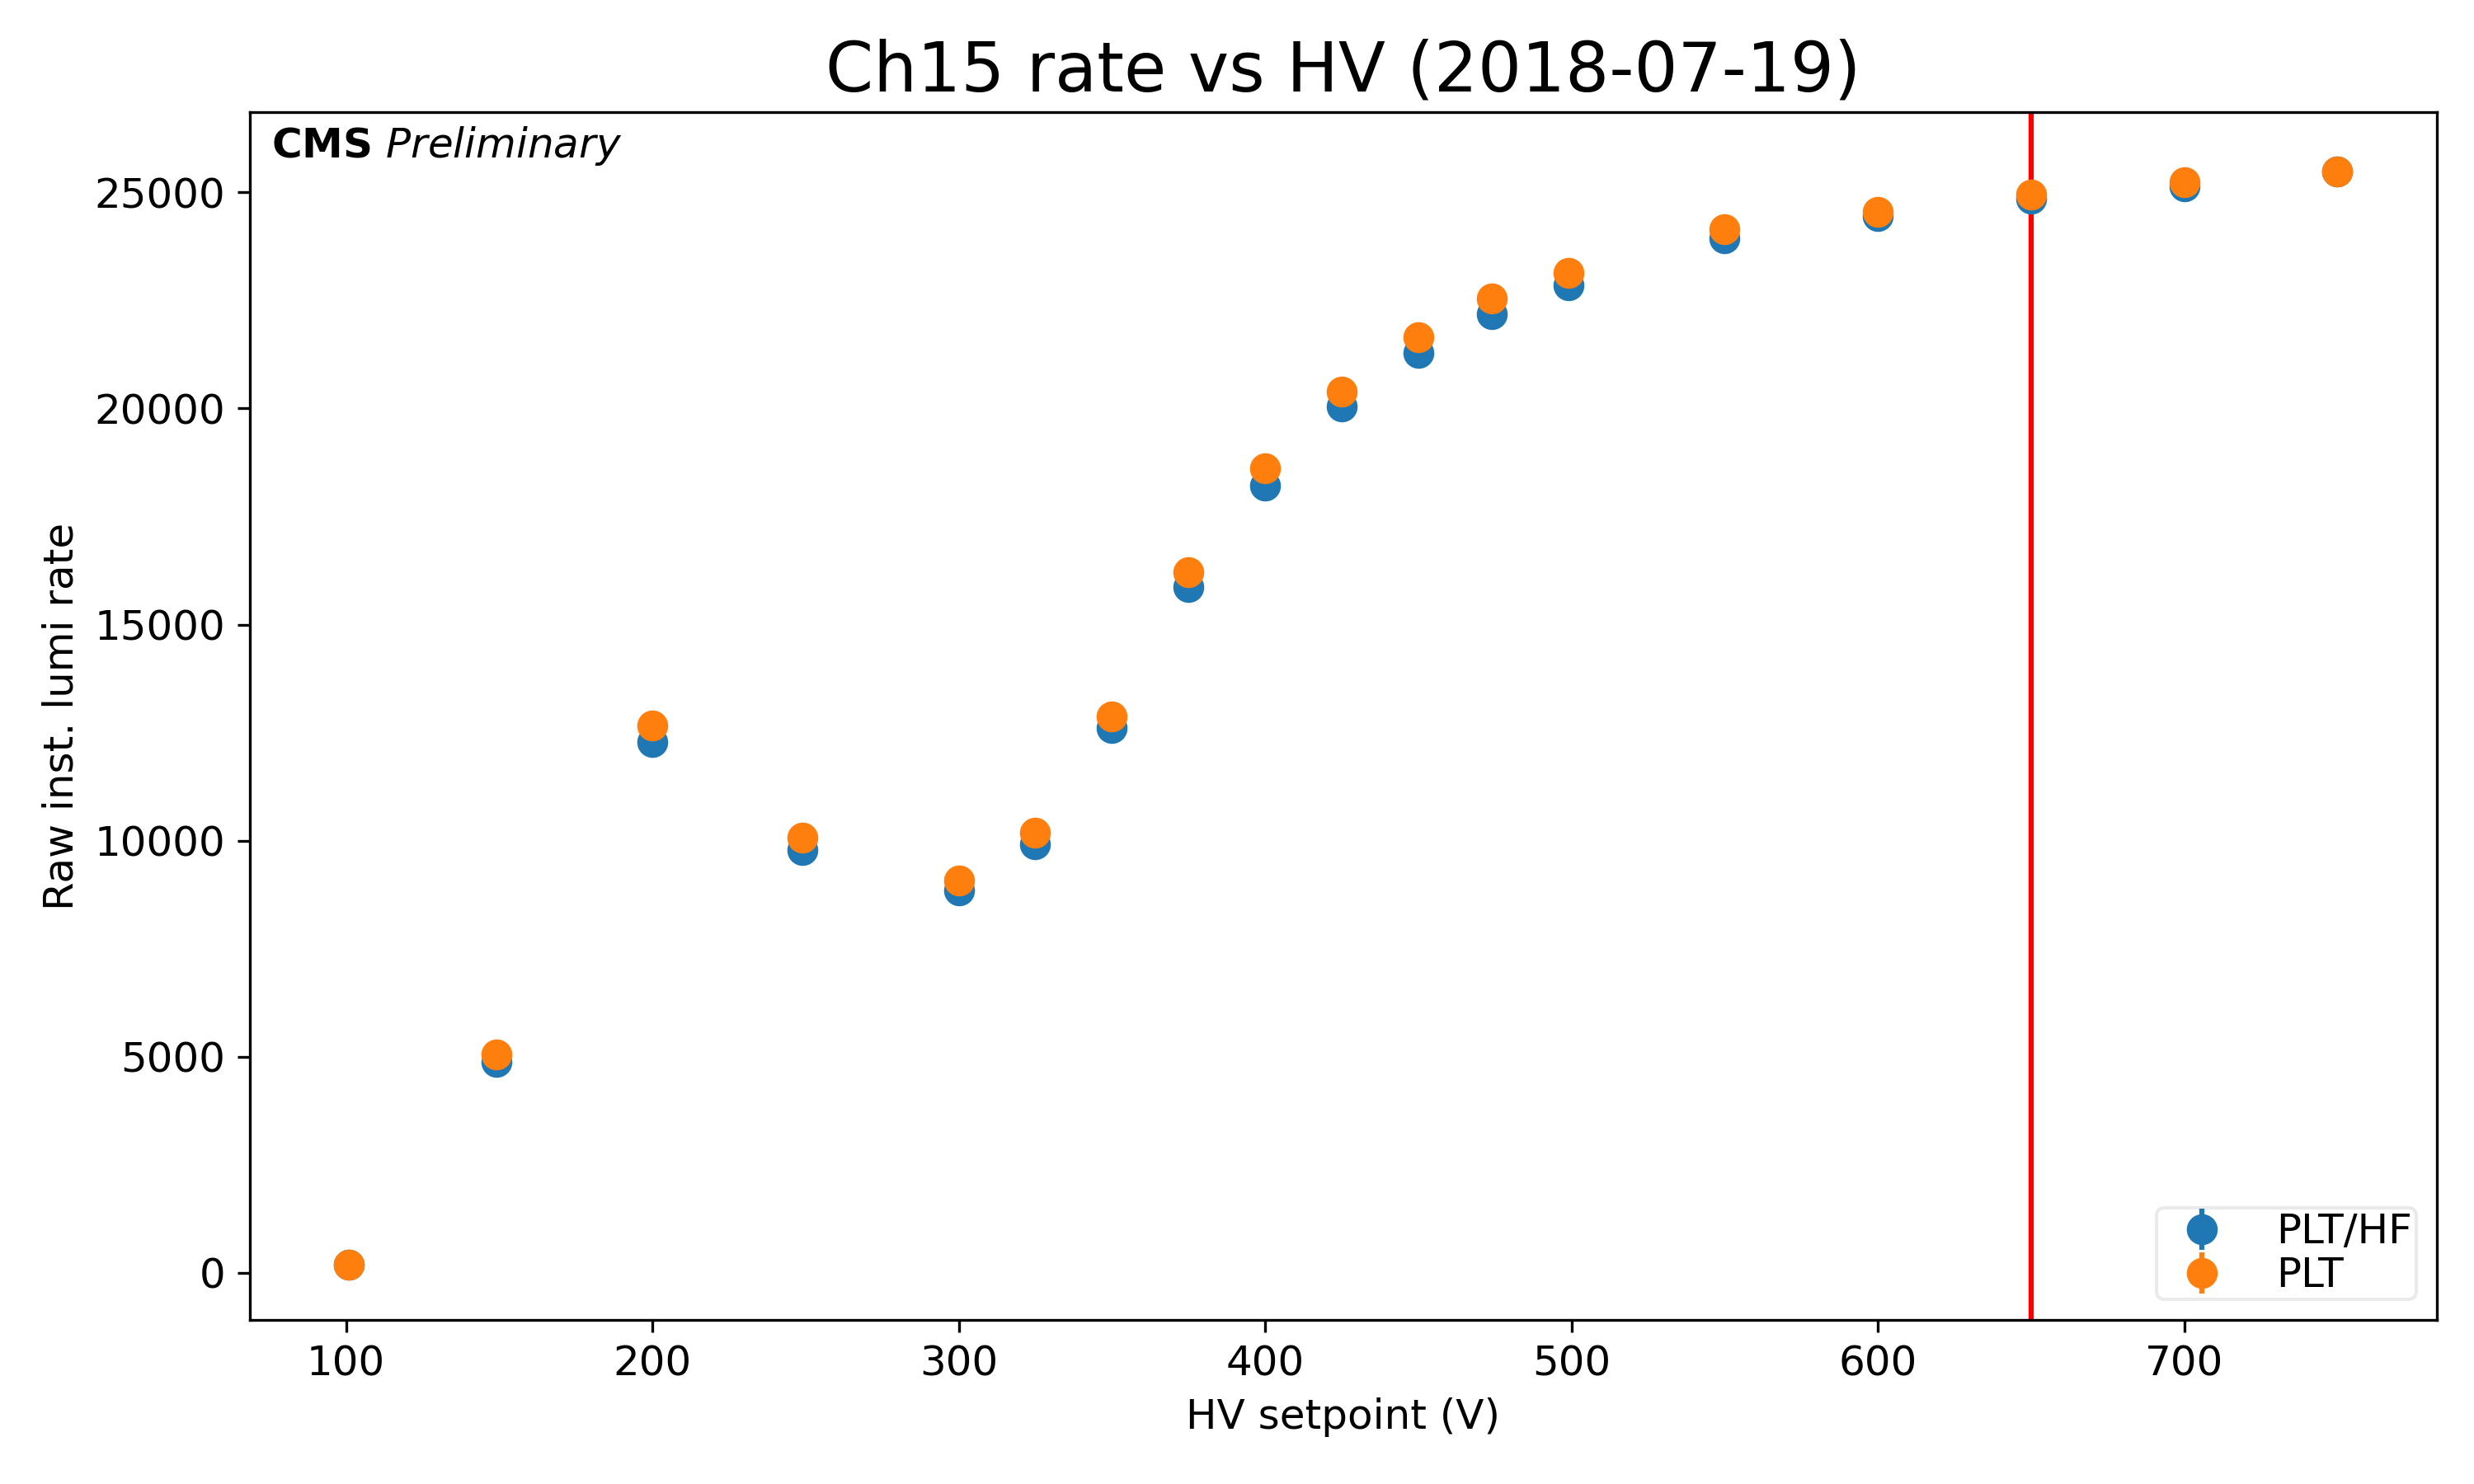 Ch15 rate vs HV (2018-07-19)
CMS Preliminary
25000
20000
15000
10000
5000
0
Raw inst. lumi rate
100 200 300 400 500 600 700
HV setpoint (V)
PLT/HF
PLT